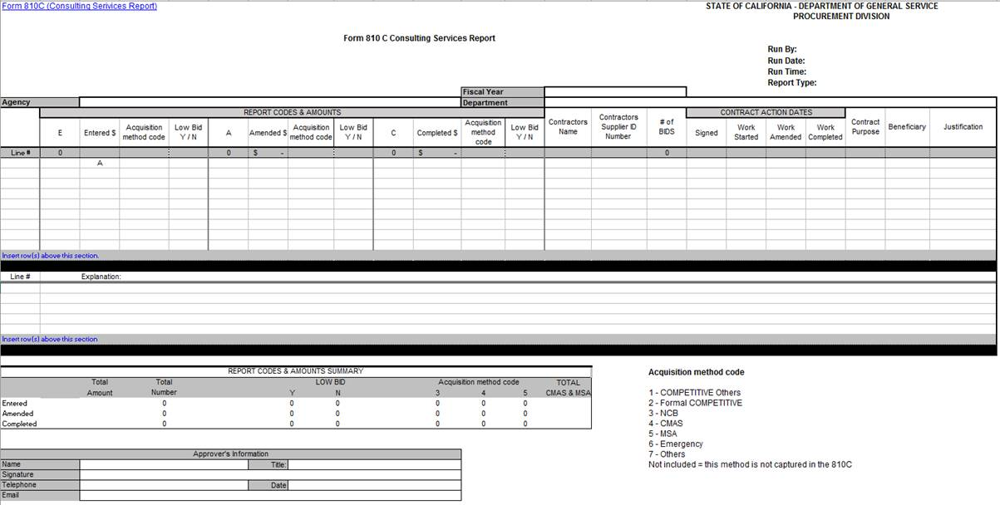 Form 810C (Consulting Serivices Report)
STATE OF CALIFORNIA - DEPARTMENT OF GENERAL SERVICE
PROCUREMENT DIVISION
Form 810 C Consulting Services Report
Run By:
Run Date:
Run Time:
Report Type:
Fiscal Year
Agency Department
REPORT CODES & AMOUNTS CONTRACT ACTION DATES
E Entered $ Acquisition method code Low Bid Y / N A Amended $ Acquisition method code Low Bid Y / N C Completed $ Acquisition method code Low Bid Y / N Contractors Name Contractors Supplier ID Number # of BIDS Signed Work Started Work Amended Work Completed Contract Purpose Beneficiary Justification
Line # 0 0 $ - 0 $ - 0
A
Insert row(s) above this section.
Line # Explanation:
Insert row(s) above this section
REPORT CODES & AMOUNTS SUMMARY
Total Total LOW BID Acquisition method code TOTAL
Amount Number Y N 3 4 5 CMAS & MSA
Entered 0 0 0 0 0 0
Amended 0 0 0 0 0 0
Completed 0 0 0 0 0 0
Acquisition method code
1 - COMPETITIVE Others
2 - Formal COMPETITIVE
3 - NCB
4 - CMAS
5 - MSA
6 - Emergency
7 - Others
Not included = this method is not captured in the 810C
Approver's Information
Name Title:
Signature
Telephone Date
Email